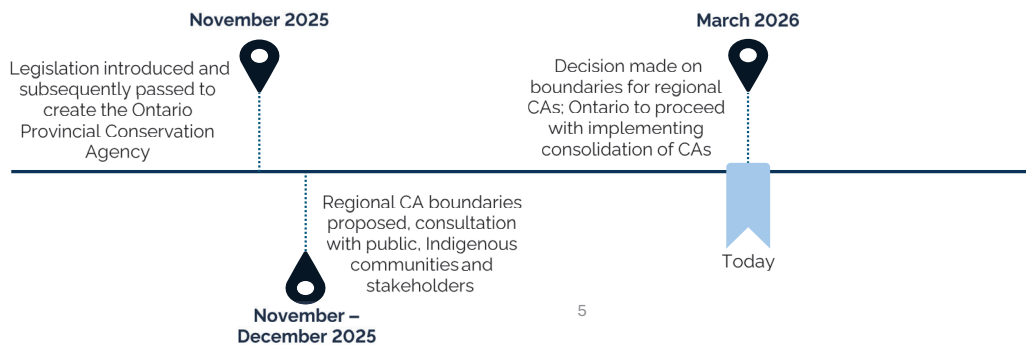 November 2025
Legislation introduced and
subsequently passed to
create the Ontario
Provincial Conservation
Agency
Regional CA boundaries
proposed, consultation
with public, Indigenous
communities and
stakeholders
November –
December 2025
March 2026
Decision made on
boundaries for regional
CAs; Ontario to proceed
with implementing
consolidation of CAs
Today
5